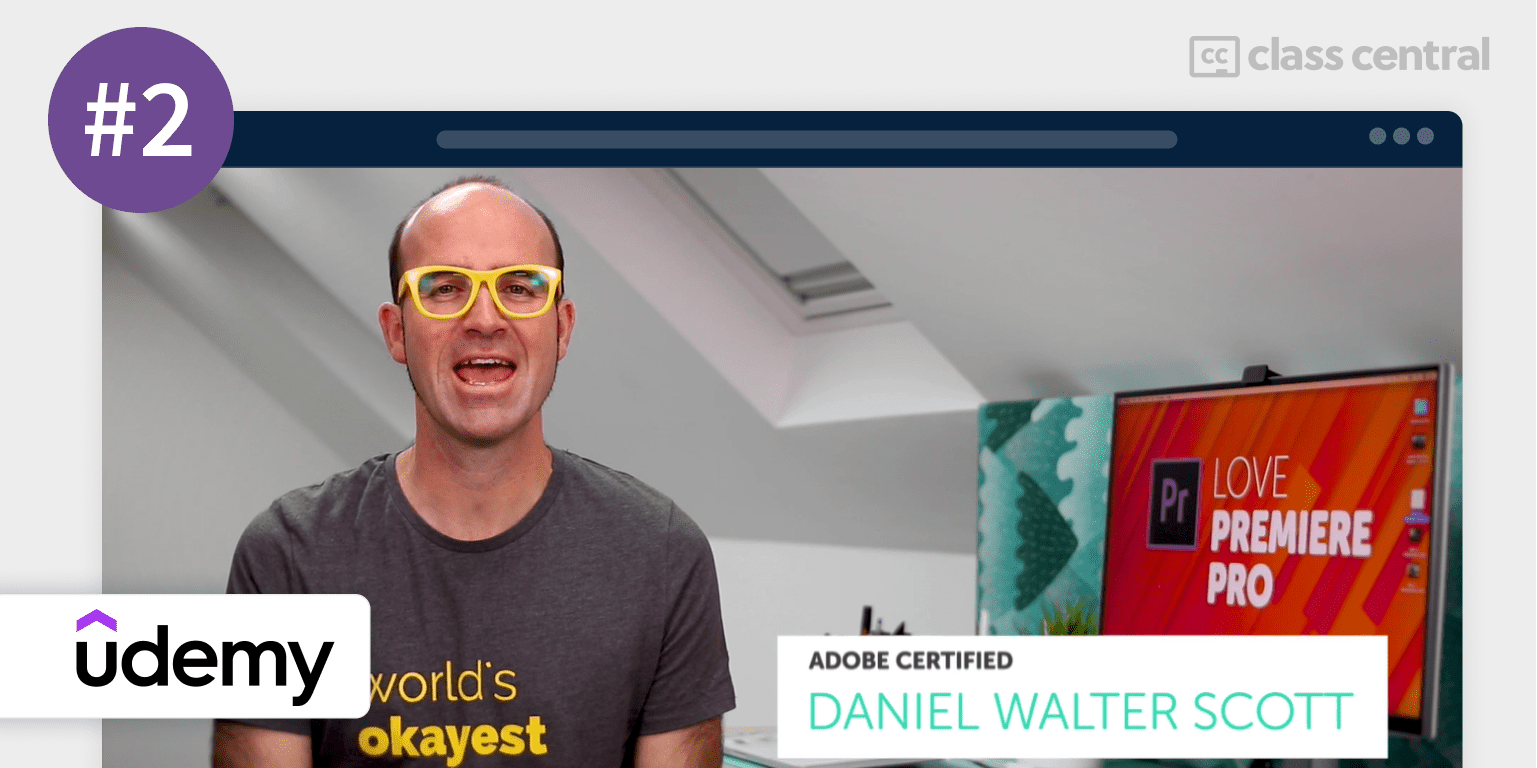 #2
cc class central
Pr
LOVE
PREMIERE
PRO
udemy
world's
okayest
ADOBE CERTIFIED
DANIEL WALTER SCOTT